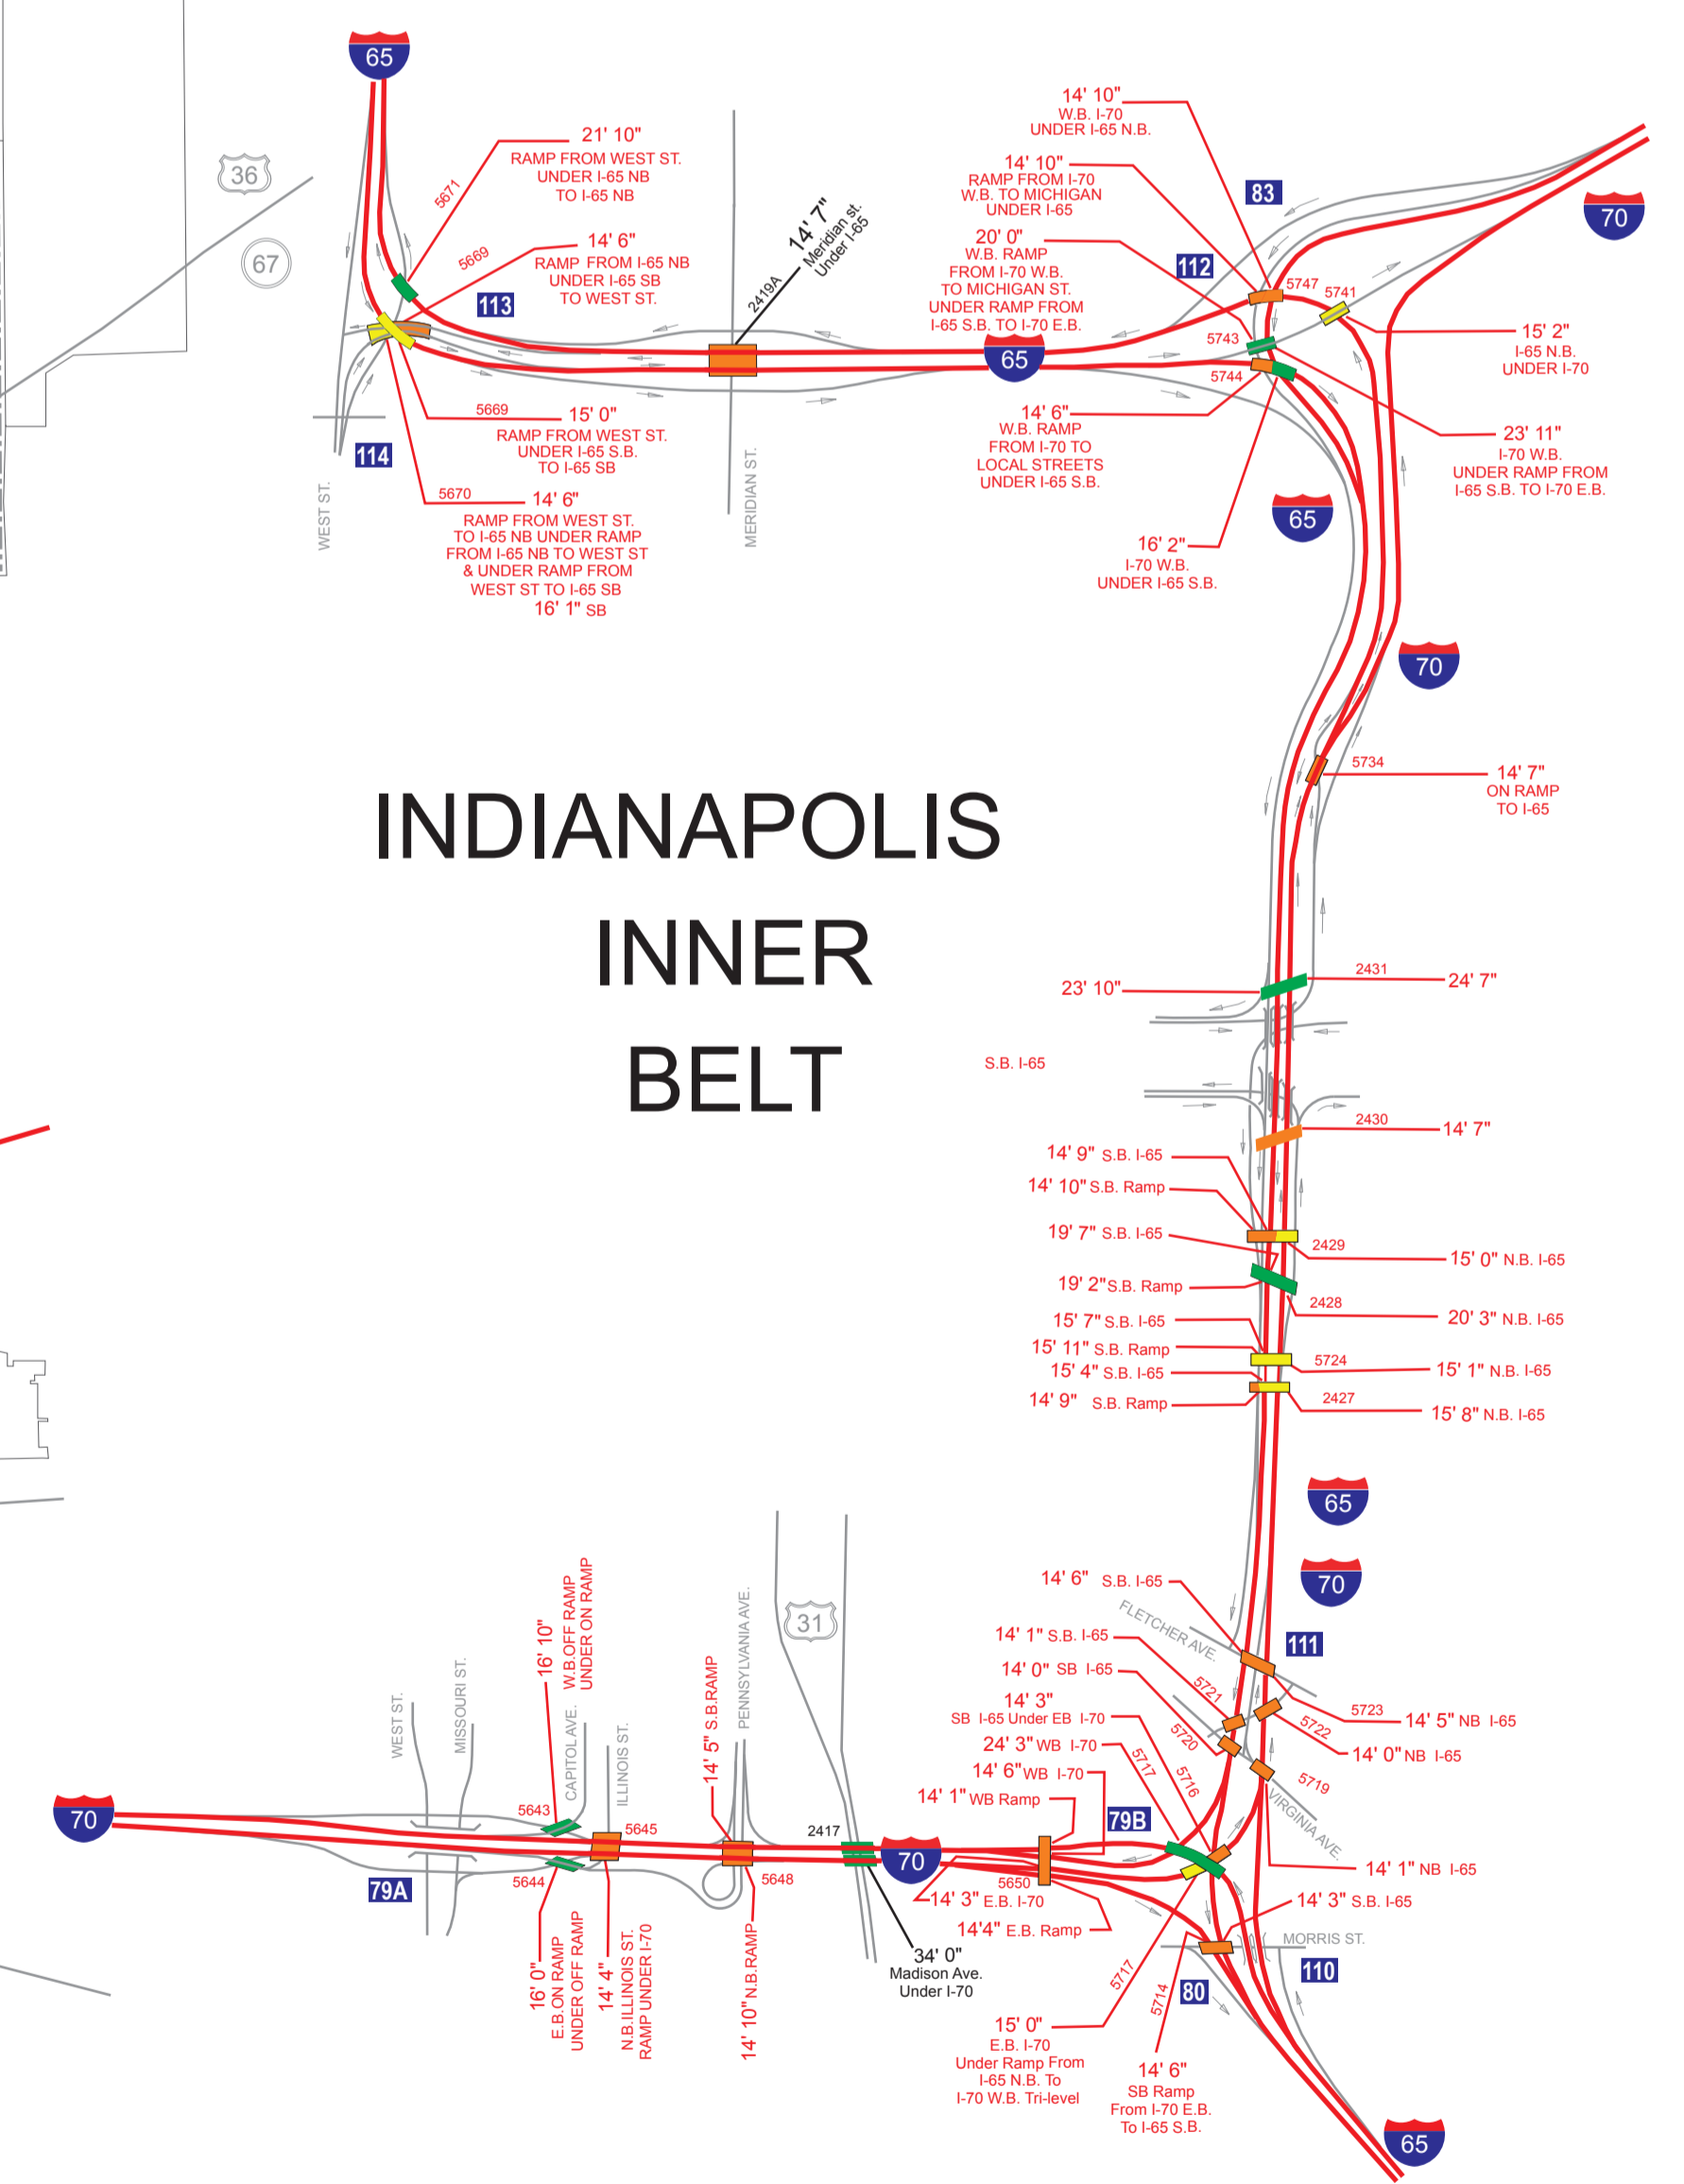 65
36
67
21' 10"
RAMP FROM WEST ST.
UNDER I-65 NB
TO I-65 NB
5671
14' 6"
RAMP FROM I-65 NB
UNDER I-65 SB
TO WEST ST.
5669
113
14' 7"
Meridian st.
Under I-65
2419A
14' 10"
W.B. I-70
UNDER I-65 N.B.
14' 10"
RAMP FROM I-70
W.B. TO MICHIGAN
UNDER I-65
20' 0"
W.B. RAMP
FROM I-70 W.B.
TO MICHIGAN ST.
UNDER RAMP FROM
I-65 S.B. TO I-70 E.B.
83
112
70
5747
5741
5743
5744
65
15' 2"
I-65 N.B.
UNDER I-70
23' 11"
I-70 W.B.
UNDER RAMP FROM
I-65 S.B. TO I-70 E.B.
14' 6"
W.B. RAMP
FROM I-70 TO
LOCAL STREETS
UNDER I-65 S.B.
16' 2"
I-70 W.B.
UNDER I-65 S.B.
65
5669
15' 0"
RAMP FROM WEST ST.
UNDER I-65 S.B.
TO I-65 SB
114
5670
14' 6"
RAMP FROM WEST ST.
TO I-65 NB UNDER RAMP
FROM I-65 NB TO WEST ST
& UNDER RAMP FROM
WEST ST TO I-65 SB
16' 1" SB
WEST ST.
MERIDIAN ST.
70
5734
14' 7"
ON RAMP
TO I-65
INDIANAPOLIS
INNER
BELT
23' 10"
2431
24' 7"
S.B. I-65
2430
14' 7"
14' 9" S.B. I-65
14' 10" S.B. Ramp
19' 7" S.B. I-65
2429
15' 0" N.B. I-65
19' 2" S.B. Ramp
2428
20' 3" N.B. I-65
15' 7" S.B. I-65
15' 11" S.B. Ramp
5724
15' 1" N.B. I-65
15' 4" S.B. I-65
14' 9" S.B. Ramp
2427
15' 8" N.B. I-65
65
70
14' 6" S.B. I-65
FLETCHER AVE.
111
14' 1" S.B. I-65
14' 0" SB I-65
5721
5723
14' 5" NB I-65
5722
14' 0" NB I-65
14' 3"
SB I-65 Under EB I-70
5720
24' 3" WB I-70
5717
5716
5719
14' 6" WB I-70
14' 1" WB Ramp
79B
VIRGINIA AVE.
14' 1" NB I-65
5650
14' 3" E.B. I-70
14'4" E.B. Ramp
14' 3" S.B. I-65
MORRIS ST.
110
80
5717
5714
15' 0"
E.B. I-70
Under Ramp From
I-65 N.B. To
I-70 W.B. Tri-level
14' 6"
SB Ramp
From I-70 E.B.
To I-65 S.B.
65
31
WEST ST.
MISSOURI ST.
CAPITOL AVE.
ILLINOIS ST.
PENNSYLVANIA AVE.
16' 10"
W.B.OFF RAMP
UNDER ON RAMP
14' 5" S.B.RAMP
70
5643
5645
2417
70
79A
5644
5648
16' 0"
E.B.ON RAMP
UNDER OFF RAMP
14' 4"
N.B.ILLINOIS ST.
RAMP UNDER I-70
14' 10" N.B.RAMP
34' 0"
Madison Ave.
Under I-70